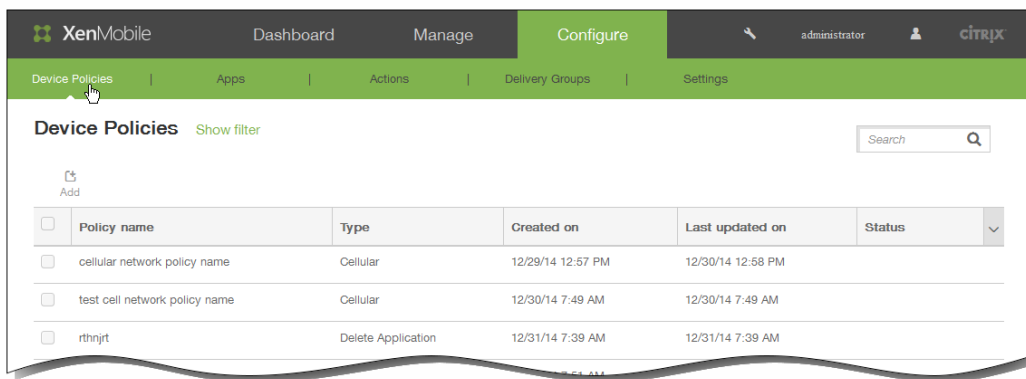 XenMobile Dashboard Manage Configure administrator CITRIX
Device Policies | Apps | Actions | Delivery Groups | Settings
Device Policies Show filter
Search
Add
Policy name Type Created on Last updated on Status
cellular network policy name Cellular 12/29/14 12:57 PM 12/30/14 12:58 PM
test cell network policy name Cellular 12/30/14 7:49 AM 12/30/14 7:49 AM
rthnjrt Delete Application 12/31/14 7:39 AM 12/31/14 7:39 AM